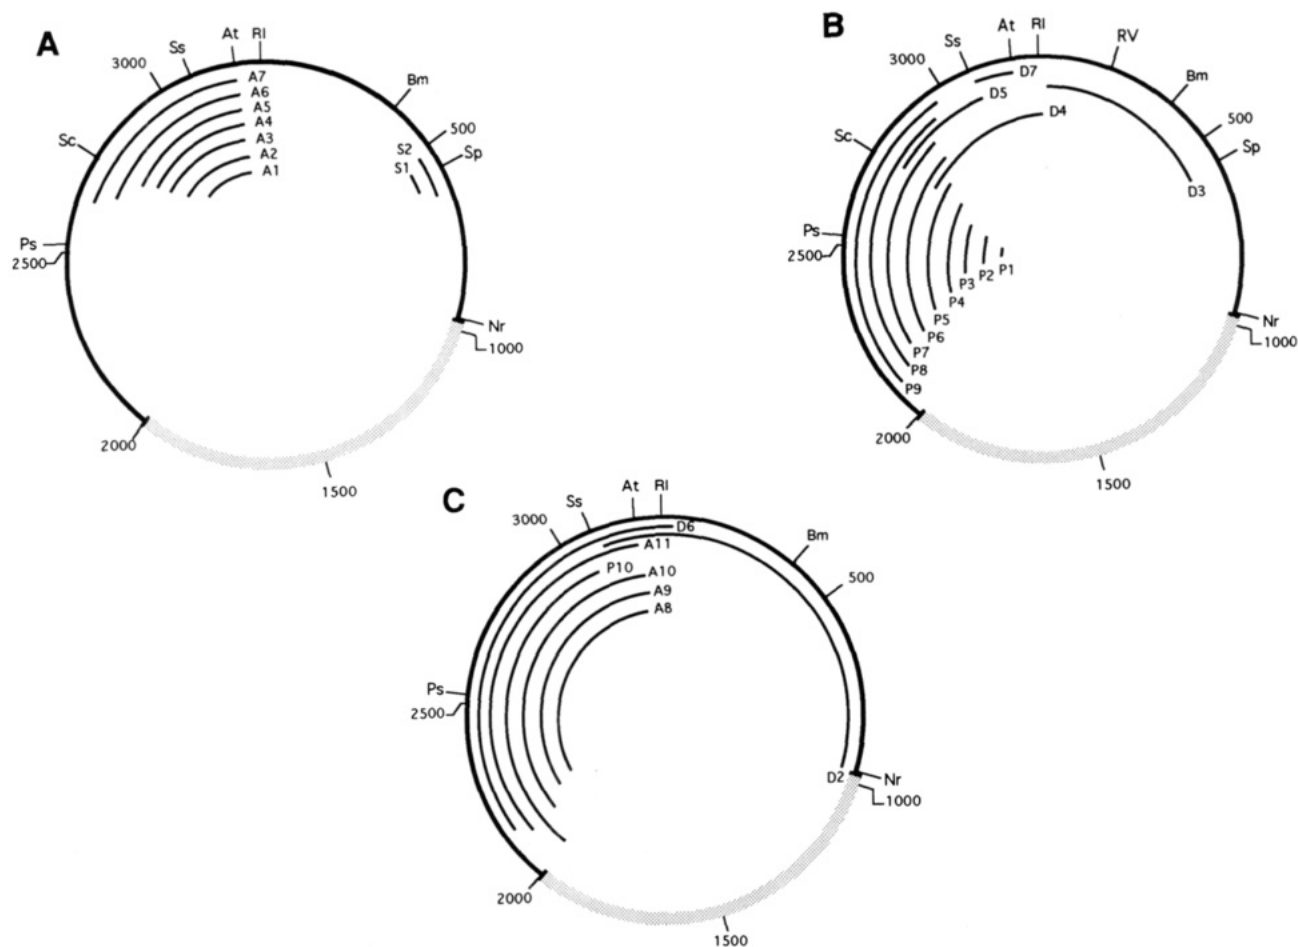 A
At
RI
Ss
3000
Bm
A7
A6
A5
A4
A3
A2
A1
Sc
500
S2
Sp
S1
Ps
2500
Nr
1000
2000
1500
B
At
RI
Ss
RV
3000
Bm
D7
D5
D4
500
Sc
Sp
D3
Ps
2500
P1
P2
P3
P4
P5
P6
P7
P8
P9
Nr
1000
2000
1500
C
At
RI
Ss
3000
D6
Bm
A11
P10
A10
A9
A8
500
Ps
2500
D2
Nr
1000
2000
1500